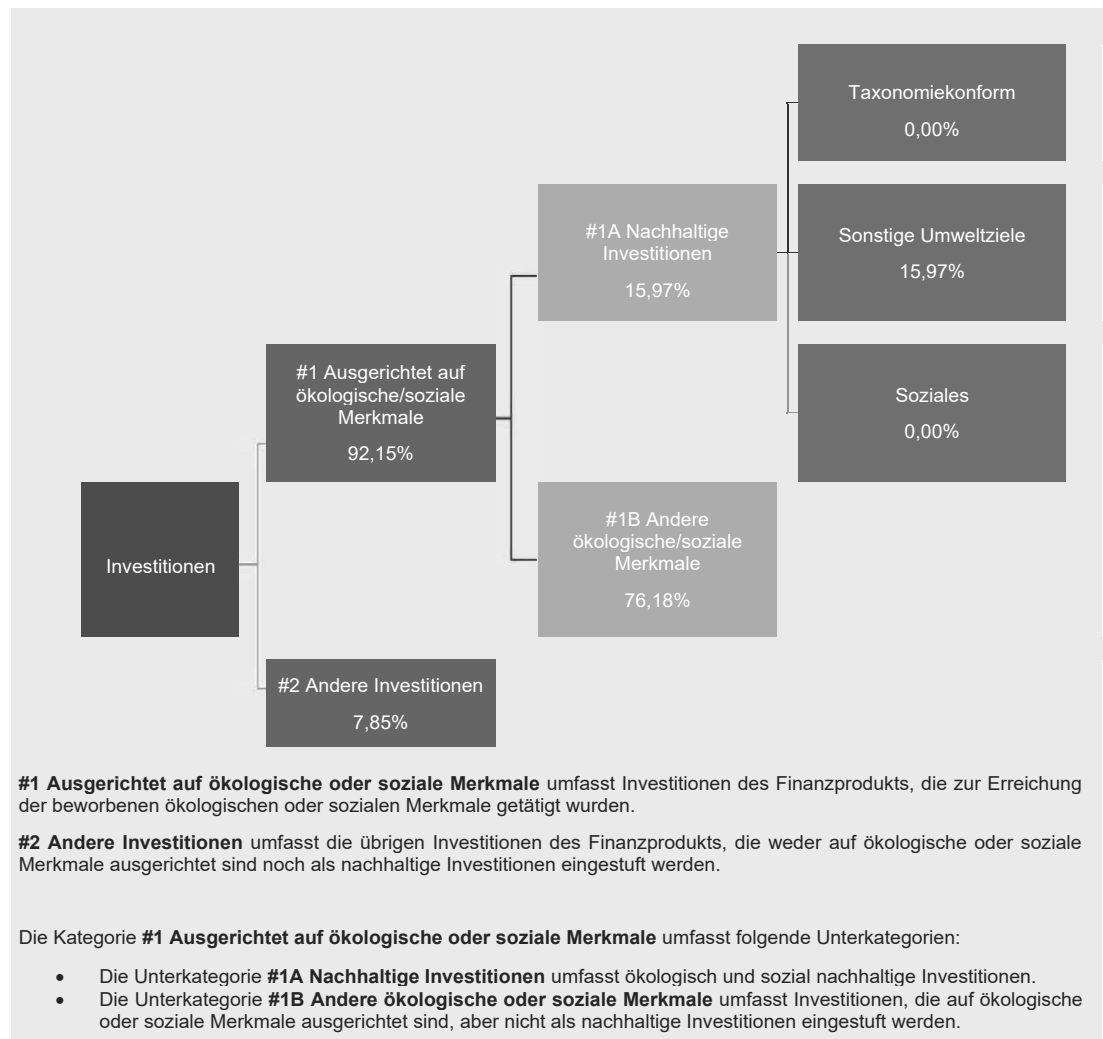 Taxonomiekonform
0,00%
#1A Nachhaltige
Investitionen
15,97%
Sonstige Umweltziele
15,97%
#1 Ausgerichtet auf
ökologische/soziale
Merkmale
92,15%
Soziales
0,00%
Investitionen
#1B Andere
ökologische/soziale
Merkmale
76,18%
#2 Andere Investitionen
7,85%
#1 Ausgerichtet auf ökologische oder soziale Merkmale umfasst Investitionen des Finanzprodukts, die zur Erreichung
der beworbenen ökologischen oder sozialen Merkmale getätigt wurden.
#2 Andere Investitionen umfasst die übrigen Investitionen des Finanzprodukts, die weder auf ökologische oder soziale
Merkmale ausgerichtet sind noch als nachhaltige Investitionen eingestuft werden.
Die Kategorie #1 Ausgerichtet auf ökologische oder soziale Merkmale umfasst folgende Unterkategorien:
• Die Unterkategorie #1A Nachhaltige Investitionen umfasst ökologisch und sozial nachhaltige Investitionen.
• Die Unterkategorie #1B Andere ökologische oder soziale Merkmale umfasst Investitionen, die auf ökologische
oder soziale Merkmale ausgerichtet sind, aber nicht als nachhaltige Investitionen eingestuft werden.